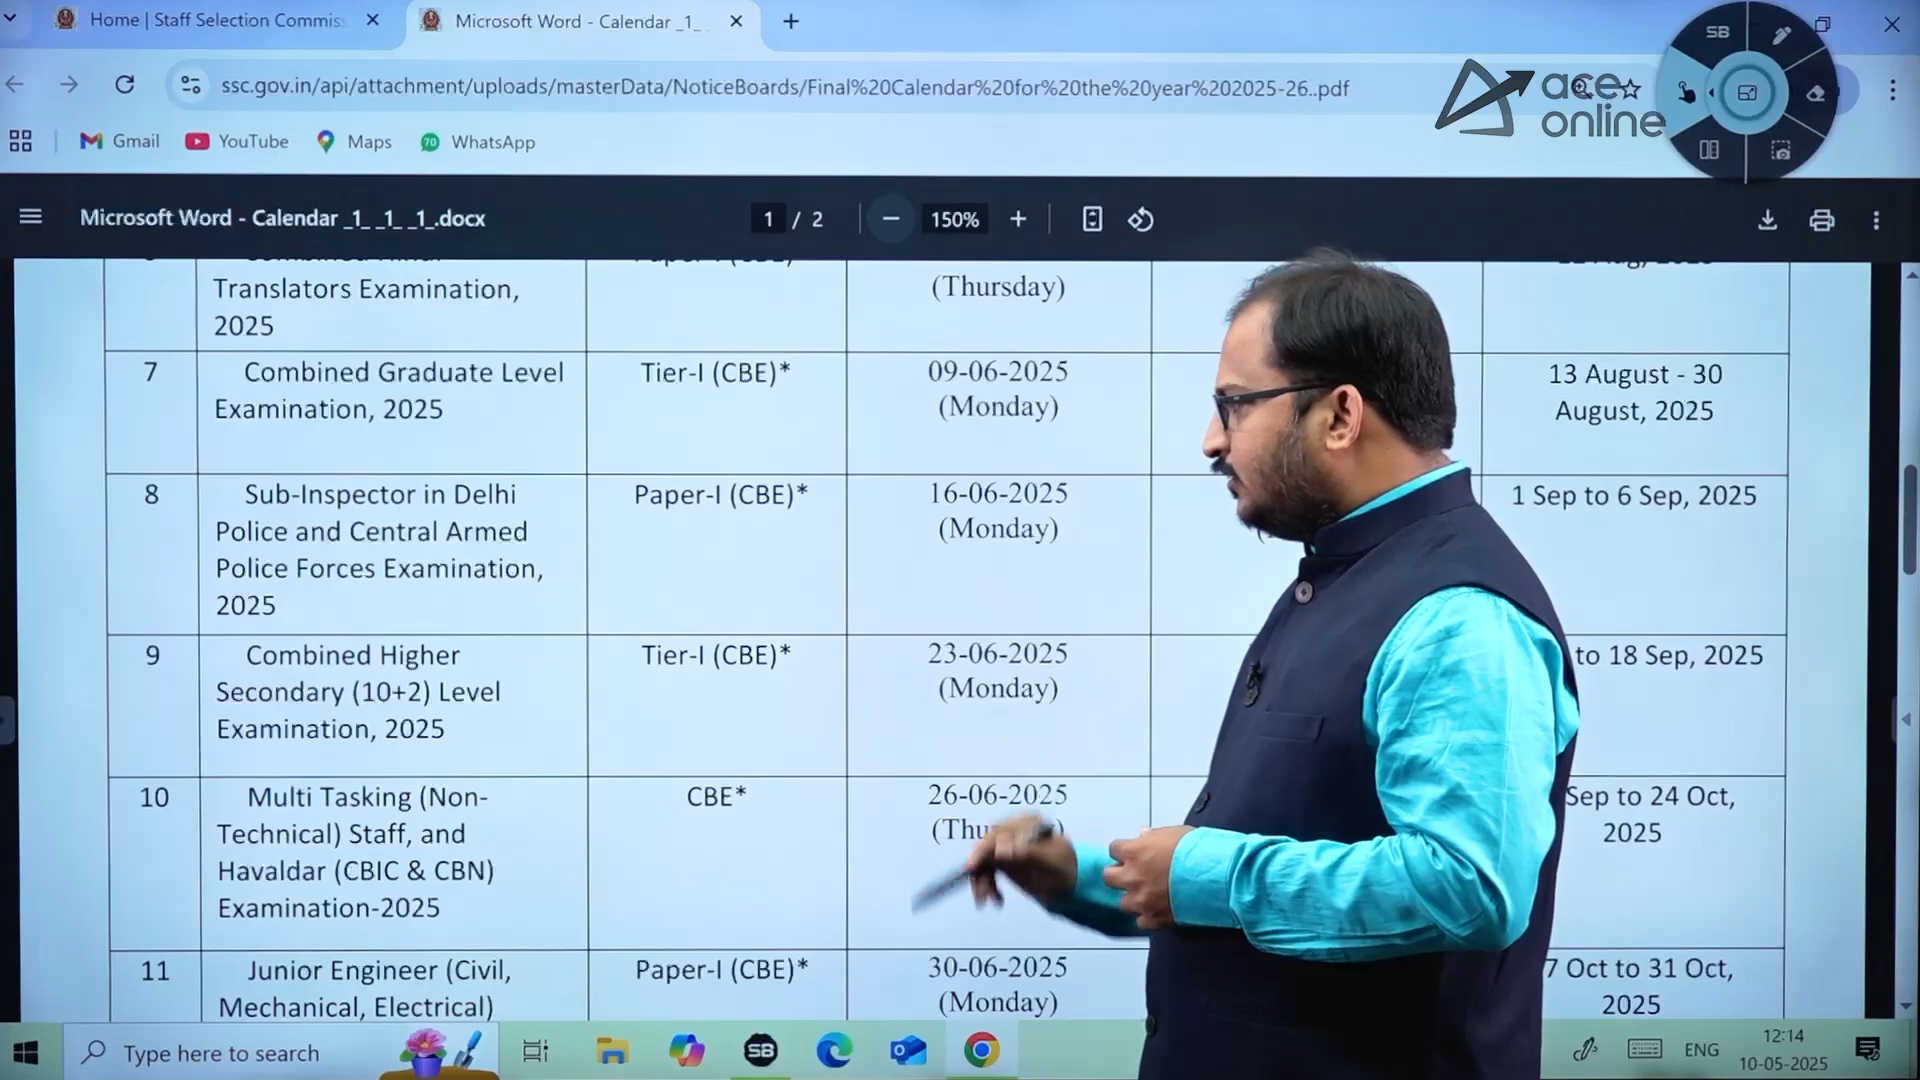 Home | Staff Selection Commis
Microsoft Word - Calendar _1_
ssc.gov.in/api/attachment/uploads/masterData/NoticeBoards/Final%20Calendar%20for%20the%20year%202025-26..pdf
SB
ace
online
Gmail
YouTube
Maps
70
WhatsApp
Microsoft Word - Calendar _1_ _1_ _1_.docx
1 / 2
150%
Translators Examination,
2025
(Thursday)
7
Combined Graduate Level
Examination, 2025
Tier-I (CBE)*
09-06-2025
(Monday)
13 August - 30
August, 2025
8
Sub-Inspector in Delhi
Police and Central Armed
Police Forces Examination,
2025
Paper-I (CBE)*
16-06-2025
(Monday)
1 Sep to 6 Sep, 2025
9
Combined Higher
Secondary (10+2) Level
Examination, 2025
Tier-I (CBE)*
23-06-2025
(Monday)
to 18 Sep, 2025
10
Multi Tasking (Non-
Technical) Staff, and
Havaldar (CBIC & CBN)
Examination-2025
CBE*
26-06-2025
Sep to 24 Oct,
2025
11
Junior Engineer (Civil,
Mechanical, Electrical)
Paper-I (CBE)*
30-06-2025
(Monday)
7 Oct to 31 Oct,
2025
Type here to search
SB
ENG
12:14
10-05-2025